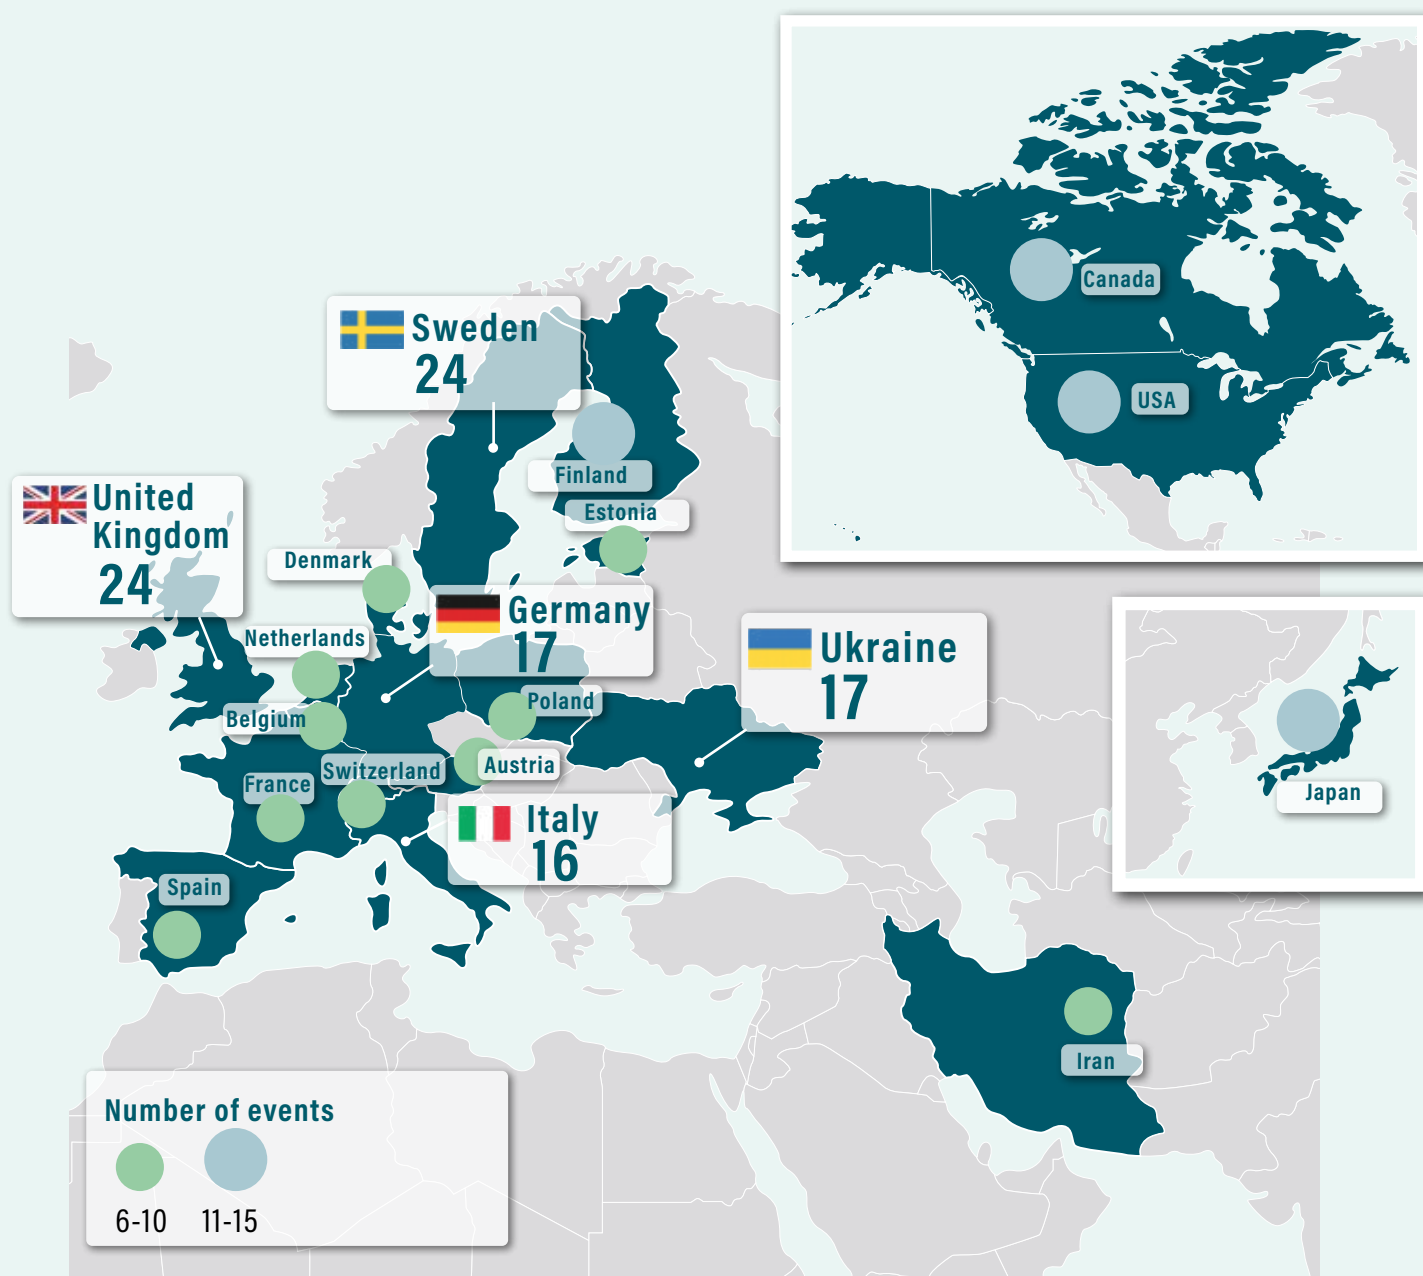 Canada
USA
Sweden
24
Finland
Estonia
United
Kingdom
24
Denmark
Germany
17
Netherlands
Ukraine
17
Poland
Belgium
Switzerland
Austria
France
Italy
16
Japan
Spain
Iran
Number of events
6-10 11-15